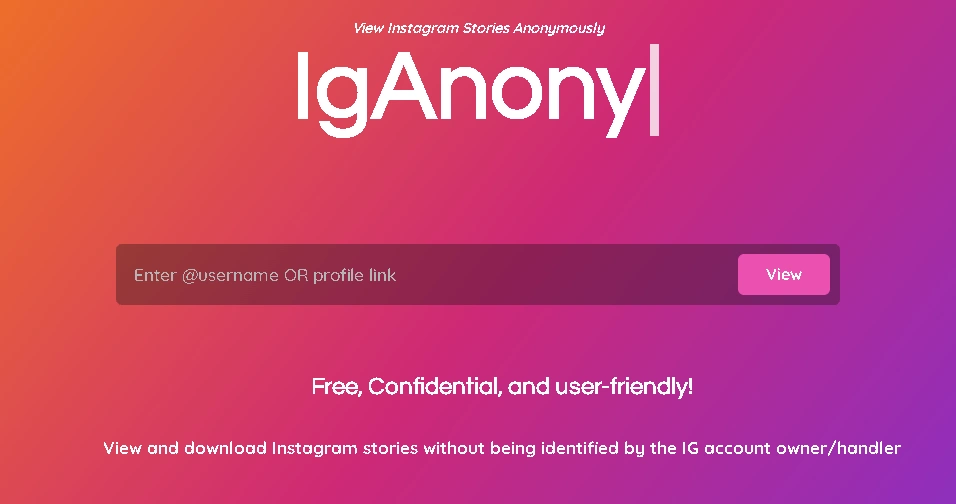 View Instagram Stories Anonymously
IgAnony
Enter @username OR profile link
View
Free, Confidential, and user-friendly!
View and download Instagram stories without being identified by the IG account owner/handler